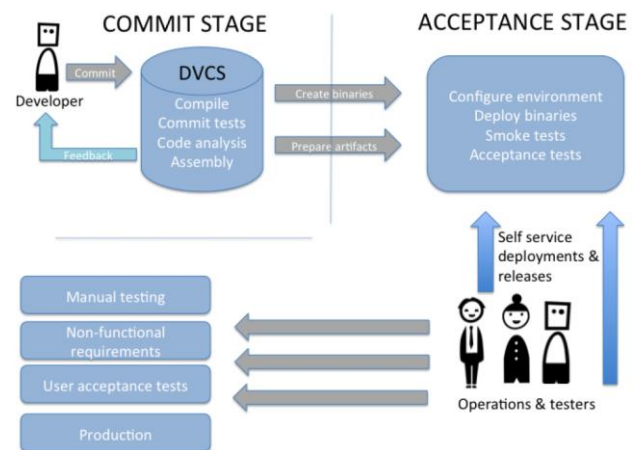 COMMIT STAGE
ACCEPTANCE STAGE
Developer
Commit
Feedback
DVCS
Compile
Commit tests
Code analysis
Assembly
Create binaries
Prepare artifacts
Configure environment
Deploy binaries
Smoke tests
Acceptance tests
Self service
deployments &
releases
Operations & testers
Manual testing
Non-functional
requirements
User acceptance tests
Production